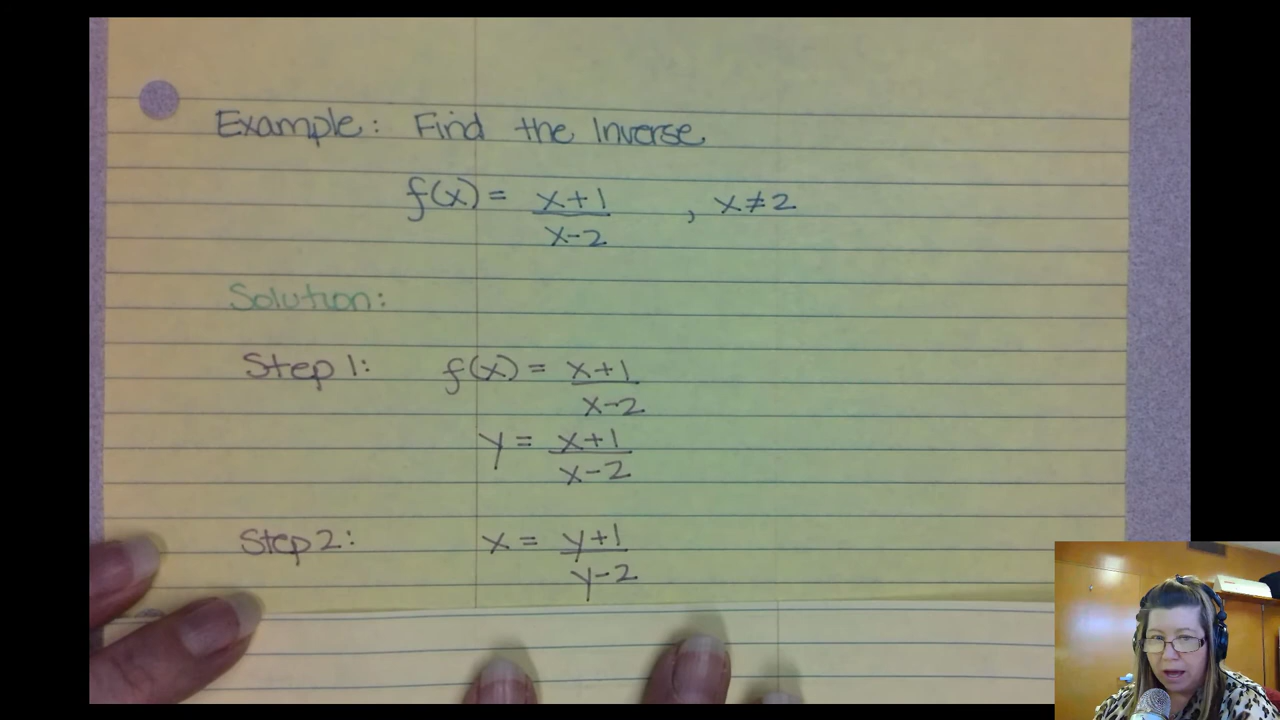 Example: Find the Inverse
f(x) = x+1
x-2 , x≠2
Solution:
Step 1: f(x) = x+1
x-2
y = x+1
x-2
Step 2: x = y+1
y-2